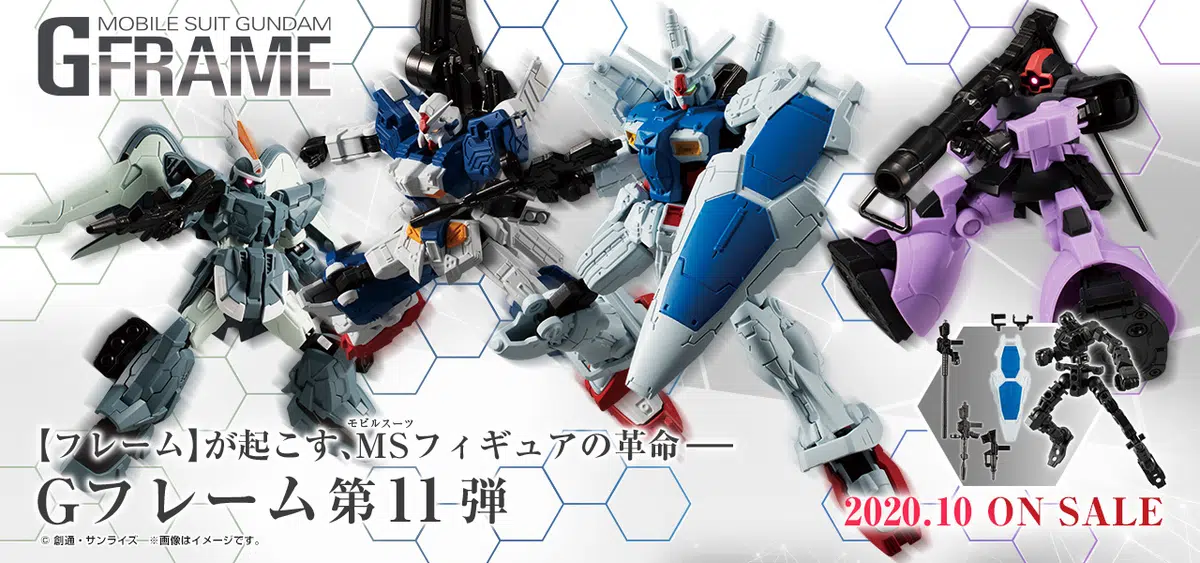 MOBILE SUIT GUNDAM
GFRAME
モビルスーツ
【フレーム】が起こす、MSフィギュアの革命──
Gフレーム第11弾
© 創通・サンライズ ※画像はイメージです。
2020.10 ON SALE